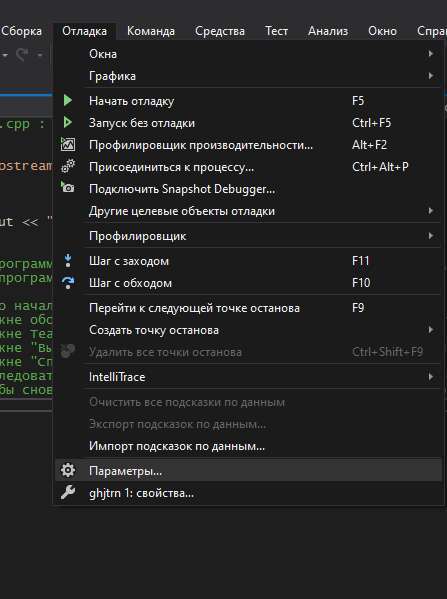 Сборка Отладка Команда Средства Тест Анализ Окно Спра
Окна
Графика
Начать отладку F5
.cpp :
Запуск без отладки Ctrl+F5
Профилировщик производительности... Alt+F2
ostream
Присоединиться к процессу... Ctrl+Alt+P
Подключить Snapshot Debugger...
Другие целевые объекты отладки
ut << "
Профилировщик
Шаг с заходом F11
рограмм
програм
Шаг с обходом F10
о начал
Перейти к следующей точке останова F9
кне обо
Создать точку останова
кне Tea
кне "Вы
Удалить все точки останова Ctrl+Shift+F9
кне "Сп
IntelliTrace
ледоват
бы снов
Очистить все подсказки по данным
Экспорт подсказок по данным...
Импорт подсказок по данным...
Параметры...
ghjtrn 1: свойства...